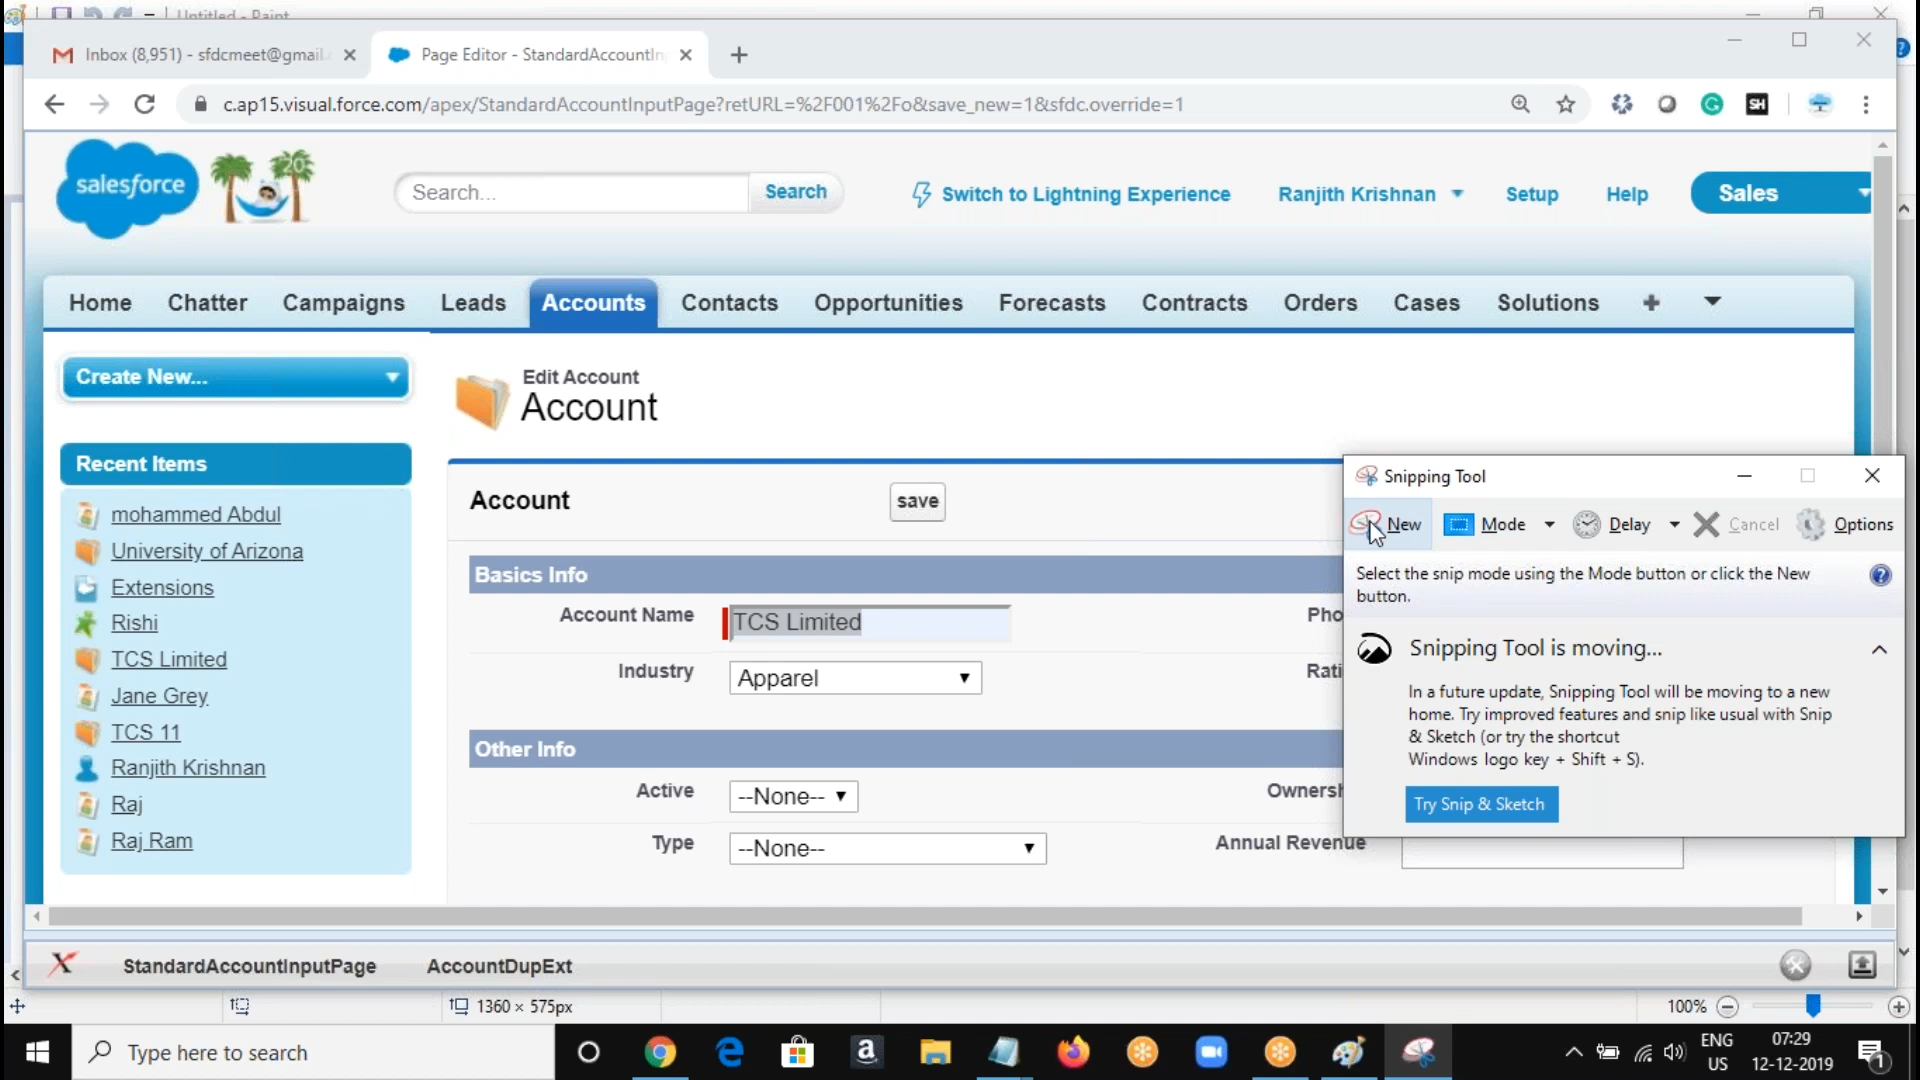 Untitled - Paint
Inbox (8,951) - sfdcmeet@gmail.
Page Editor - StandardAccountIn
c.ap15.visual.force.com/apex/StandardAccountInputPage?retURL=%2F001%2Fo&save_new=1&sfdc.override=1
SH
salesforce
20
Search...
Search
Switch to Lightning Experience
Ranjith Krishnan
Setup
Help
Sales
Home
Chatter
Campaigns
Leads
Accounts
Contacts
Opportunities
Forecasts
Contracts
Orders
Cases
Solutions
Create New...
Recent Items
mohammed Abdul
University of Arizona
Extensions
Rishi
TCS Limited
Jane Grey
TCS 11
Ranjith Krishnan
Raj
Raj Ram
Edit Account
Account
Account
save
Basics Info
Account Name
TCS Limited
Pho
Industry
Apparel
Rati
Other Info
Active
--None--
Ownersh
Type
--None--
Annual Revenue
Snipping Tool
New
Mode
Delay
Cancel
Options
Select the snip mode using the Mode button or click the New
button.
Snipping Tool is moving...
In a future update, Snipping Tool will be moving to a new
home. Try improved features and snip like usual with Snip
& Sketch (or try the shortcut
Windows logo key + Shift + S).
Try Snip & Sketch
StandardAccountInputPage
AccountDupExt
1360 × 575px
100%
Type here to search
ENG
US
07:29
12-12-2019
1